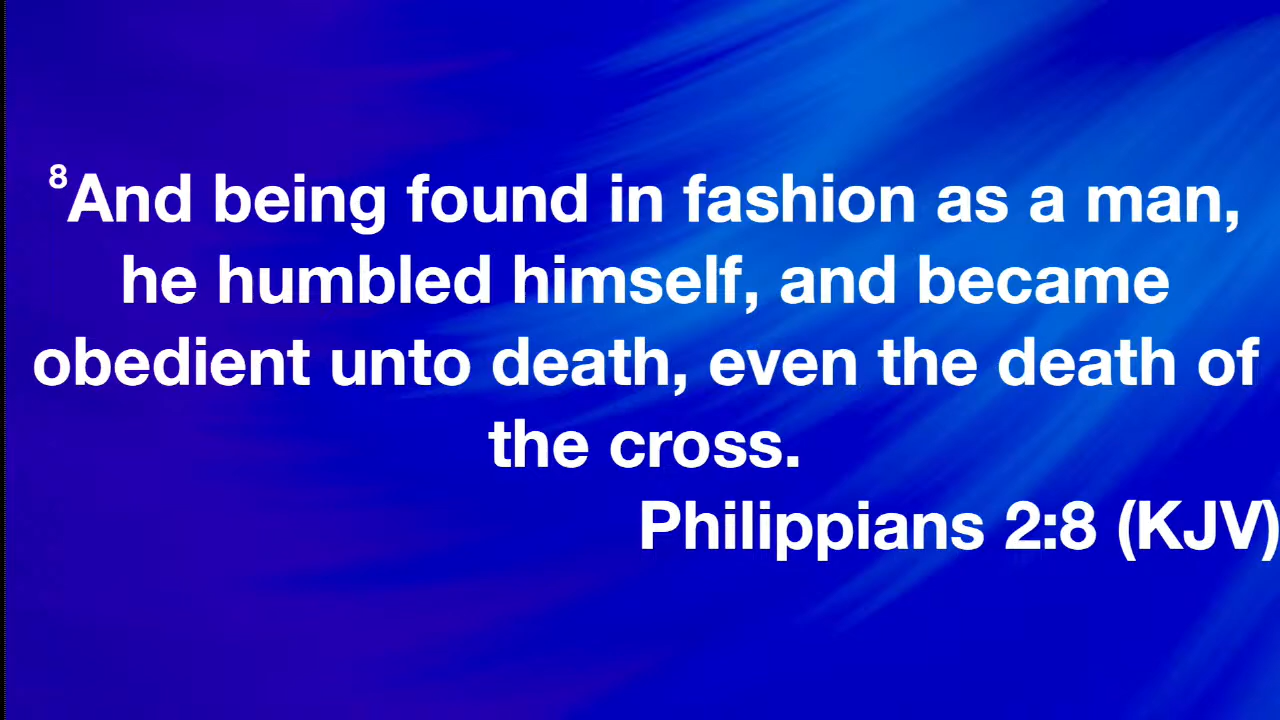 ⁸And being found in fashion as a man,
he humbled himself, and became
obedient unto death, even the death of
the cross.
Philippians 2:8 (KJV)